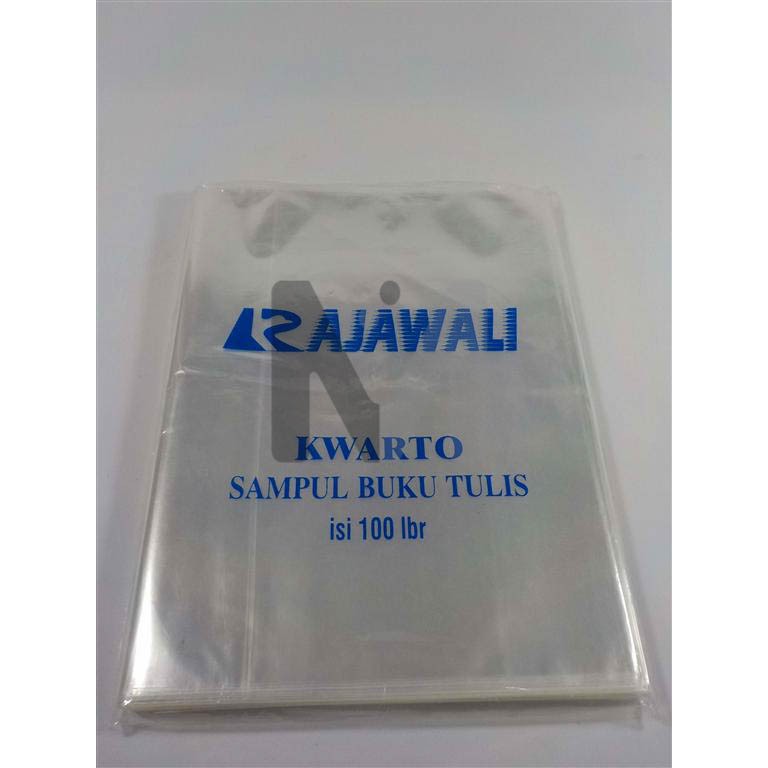 RAJAWALI
KWARTO
SAMPUL BUKU TULIS
isi 100 lbr